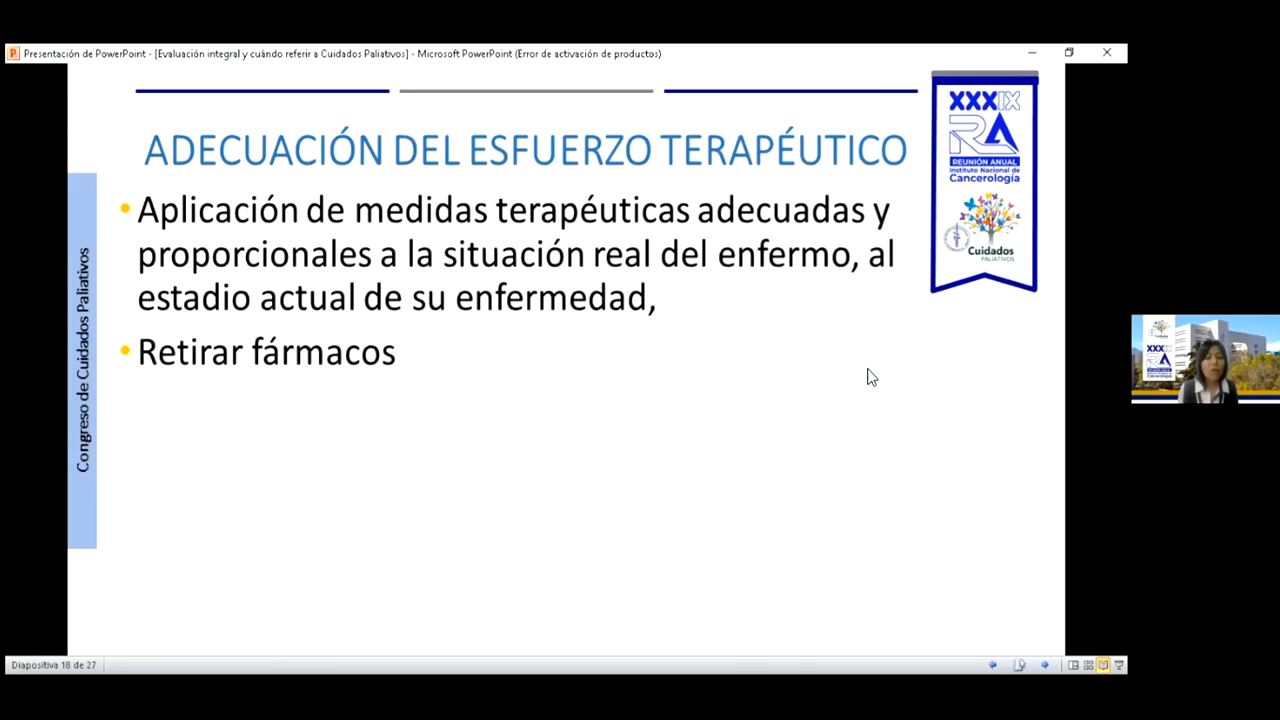 Presentación de PowerPoint - [Evaluación integral y cuándo referir a Cuidados Paliativos] - Microsoft PowerPoint (Error de activación de productos)
ADECUACIÓN DEL ESFUERZO TERAPÉUTICO
• Aplicación de medidas terapéuticas adecuadas y
proporcionales a la situación real del enfermo, al
estadio actual de su enfermedad,
• Retirar fármacos
Congreso de Cuidados Paliativos
XXXIX
RA
REUNIÓN ANUAL
Instituto Nacional de
Cancerología
Cuidados
PALIATIVOS
XXXIX
RA
Cancerología
Diapositiva 18 de 27